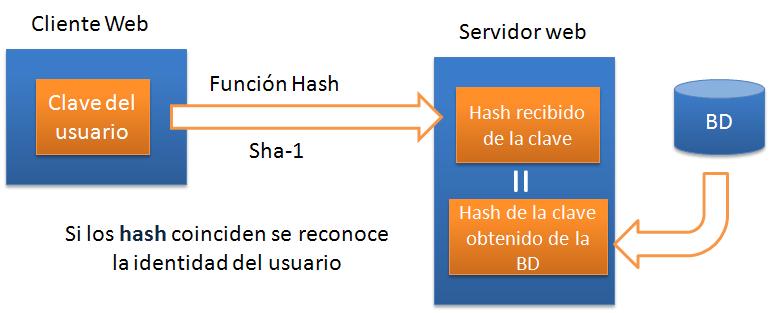 Cliente Web
Clave del
usuario
Función Hash
Sha-1
Servidor web
Hash recibido
de la clave
=
Hash de la clave
obtenido de la
BD
BD
Si los hash coinciden se reconoce
la identidad del usuario